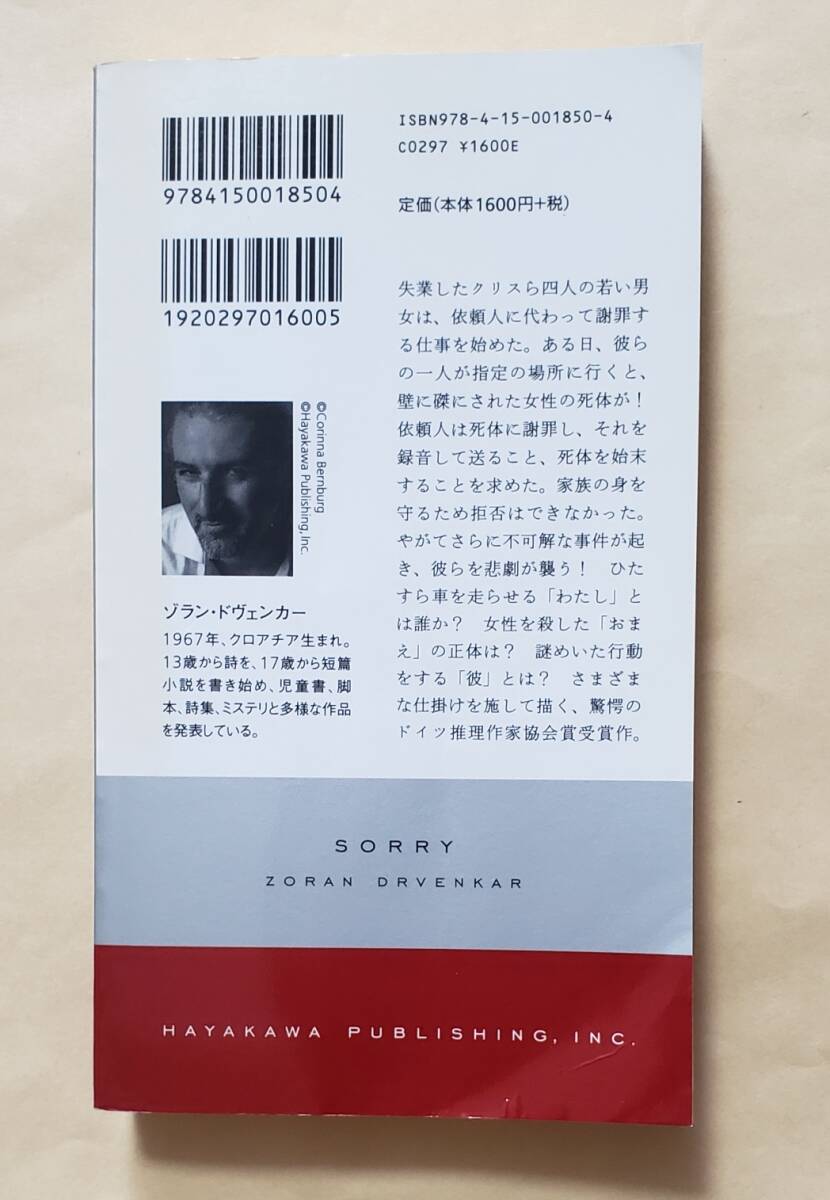 9784150018504
1920297016005
ISBN978-4-15-001850-4
C0297 ¥1600E
定価(本体1600円+税)
失業したクリスら四人の若い男
女は、依頼人に代わって謝罪す
る仕事を始めた。ある日、彼ら
の一人が指定の場所に行くと、
壁に磔にされた女性の死体が！
依頼人は死体に謝罪し、それを
録音して送ること、死体を始末
することを求めた。家族の身を
守るため拒否はできなかった。
やがてさらに不可解な事件が起
き、彼らを悲劇が襲う！　ひた
すら車を走らせる「わたし」と
は誰か？　女性を殺した「おま
え」の正体は？　謎めいた行動
をする「彼」とは？　さまざま
な仕掛けを施して描く、驚愕の
ドイツ推理作家協会賞受賞作。
©Corinna Bernburg
©Hayakawa Publishing, Inc.
ゾラン・ドヴェンカー
1967年、クロアチア生まれ。
13歳から詩を、17歳から短篇
小説を書き始め、児童書、脚
本、詩集、ミステリと多様な作品
を発表している。
SORRY
ZORAN DRVENKAR
HAYAKAWA PUBLISHING, INC.